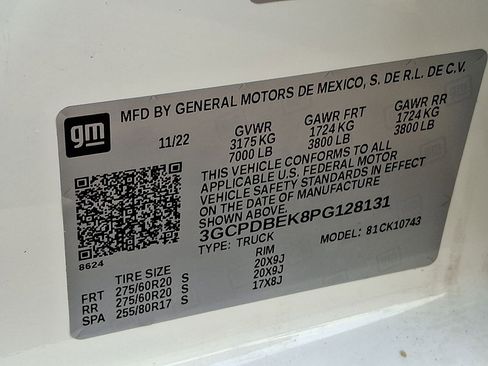 gm
MFD BY GENERAL MOTORS DE MEXICO, S. DE R.L. DE C.V.
11/22
GVWR GAWR FRT GAWR RR
3175 KG 1724 KG 1724 KG
7000 LB 3800 LB 3800 LB
THIS VEHICLE CONFORMS TO ALL
APPLICABLE U.S. FEDERAL MOTOR
VEHICLE SAFETY STANDARDS IN EFFECT
ON THE DATE OF MANUFACTURE
SHOWN ABOVE.
3GCPDBEK8PG128131
TYPE: TRUCK MODEL: 81CK10743
8624
TIRE SIZE RIM
FRT 275/60R20 S 20X9J
RR 275/60R20 S 20X9J
SPA 255/80R17 S 17X8J